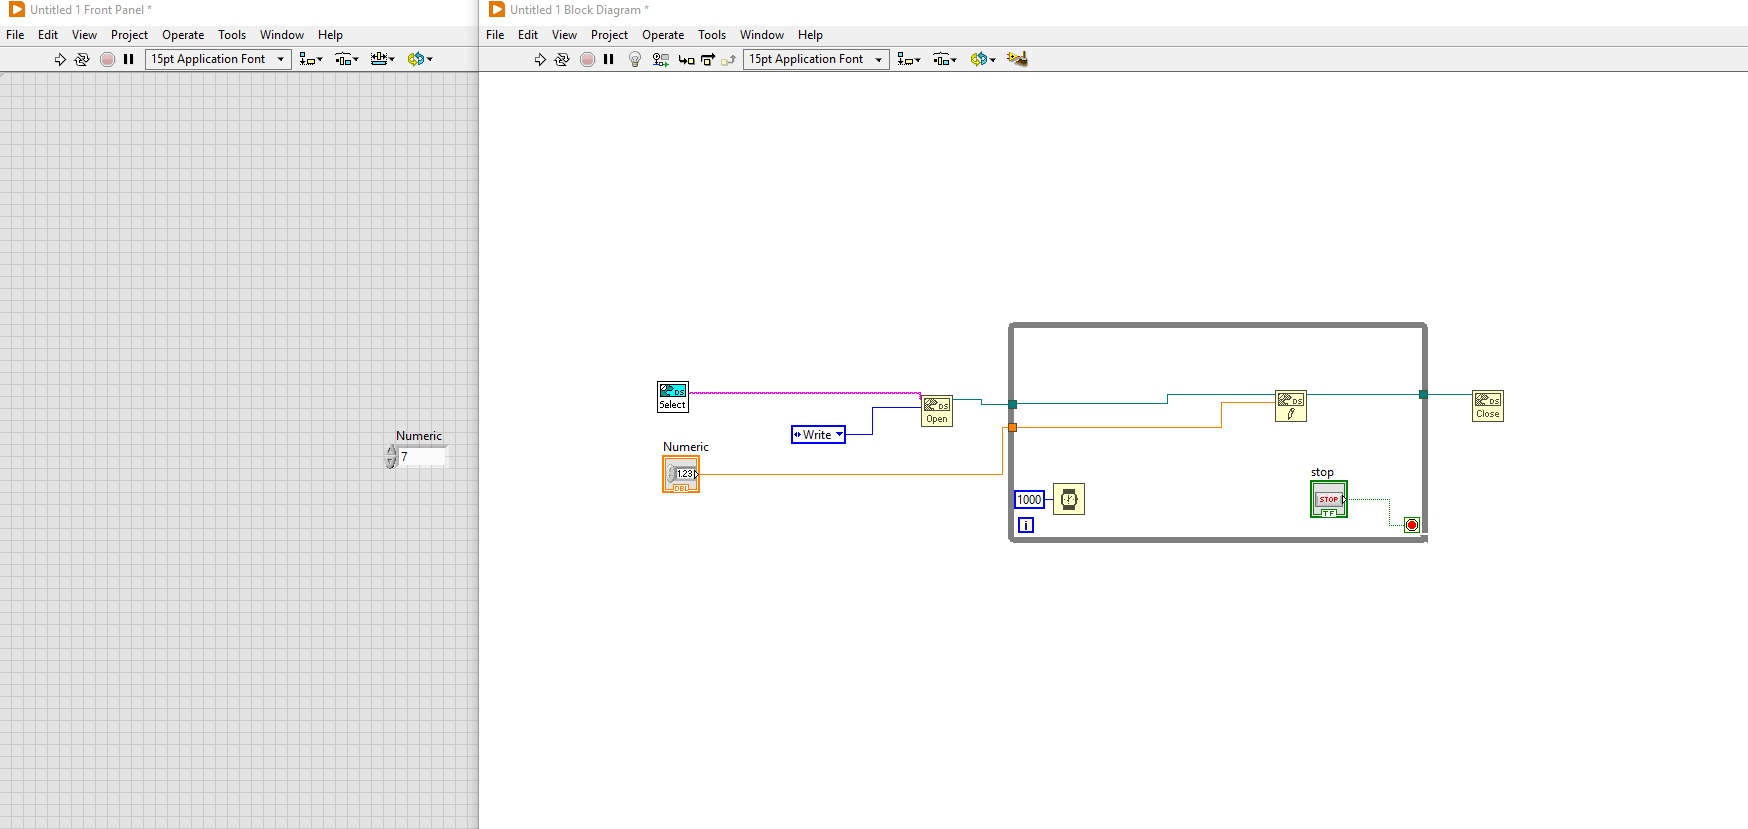 Untitled 1 Front Panel *
File Edit View Project Operate Tools Window Help
15pt Application Font
Numeric
7
Untitled 1 Block Diagram *
File Edit View Project Operate Tools Window Help
15pt Application Font
DS
Select
DS
Open
Write
Numeric
1.23
DBL
DS
DS
Close
stop
STOP
TF
1000
i